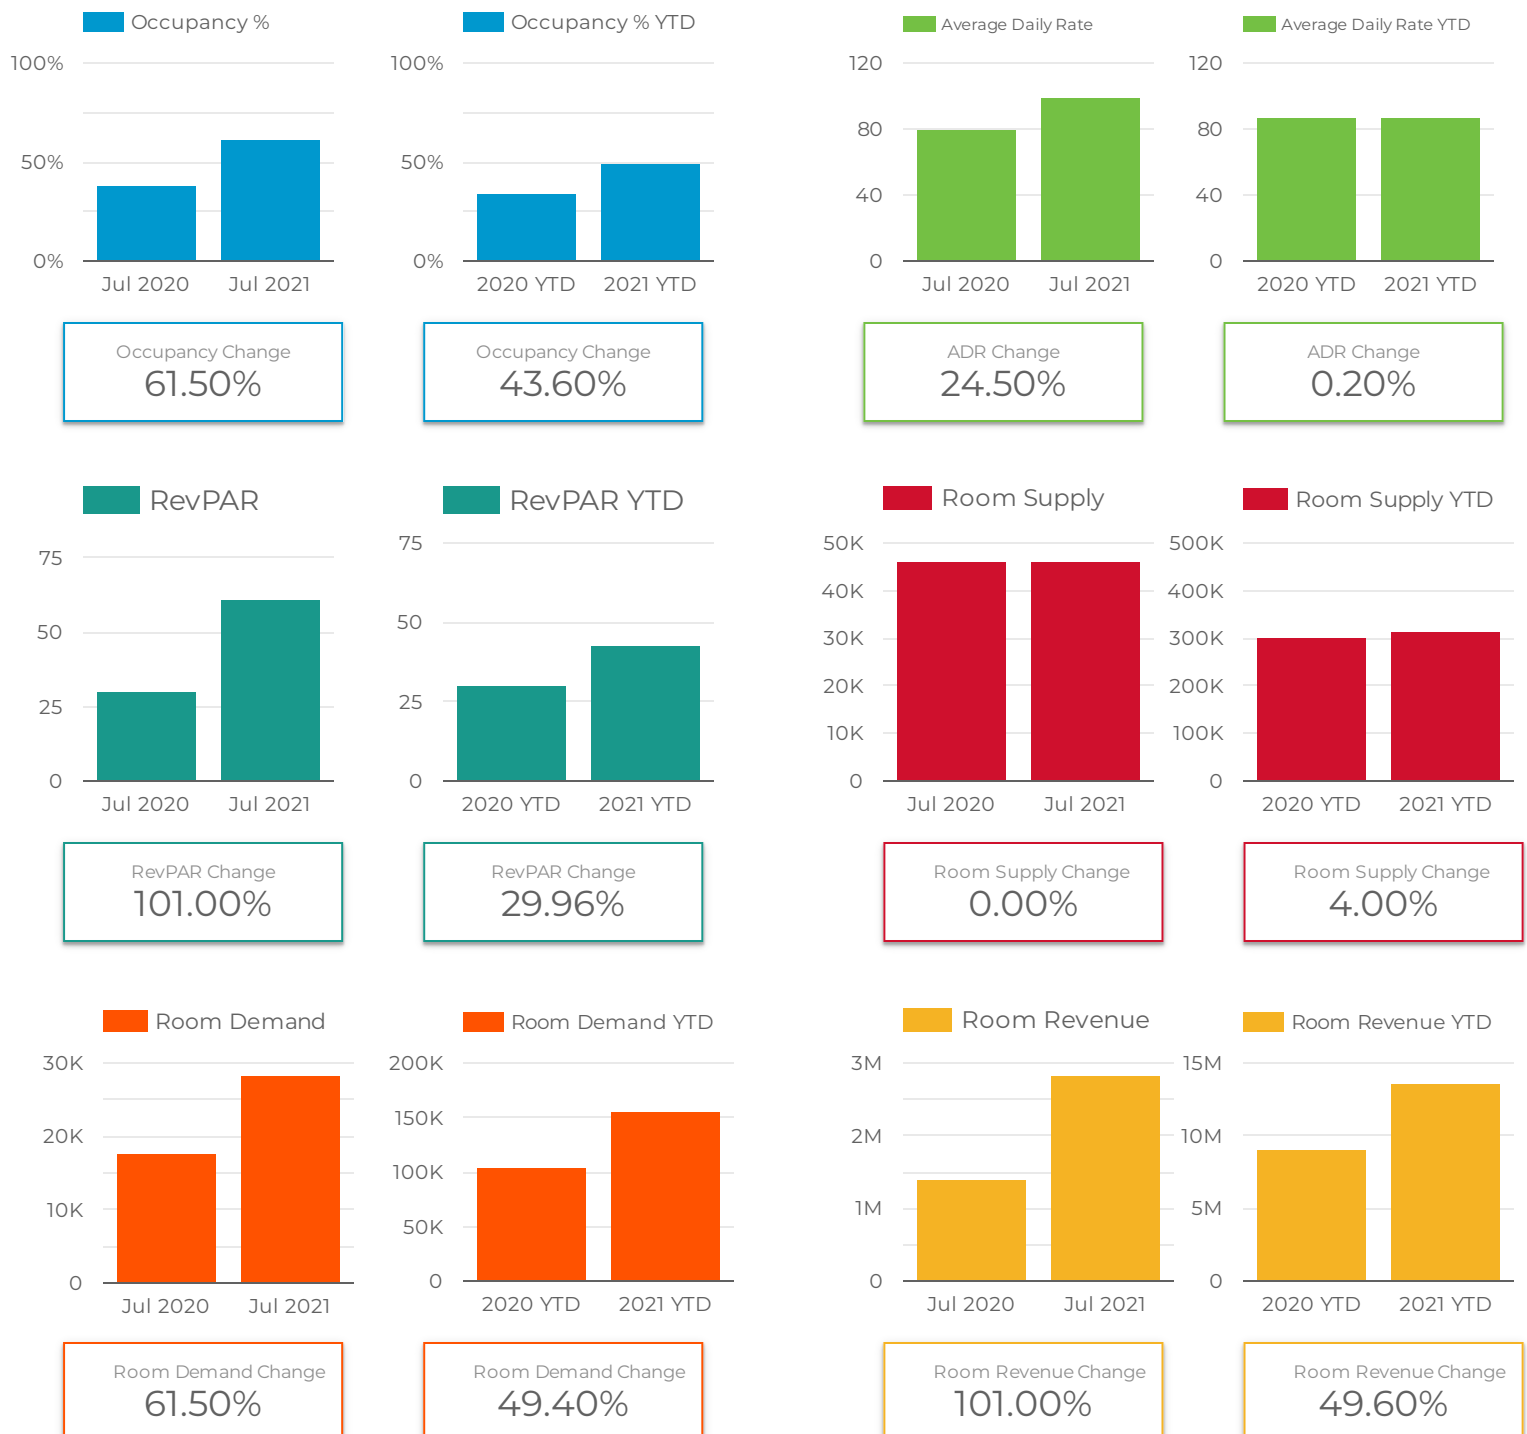 Occupancy %
100%
50%
0%
Jul 2020 Jul 2021
Occupancy Change
61.50%
Occupancy % YTD
100%
50%
0%
2020 YTD 2021 YTD
Occupancy Change
43.60%
Average Daily Rate
120
80
40
0
Jul 2020 Jul 2021
ADR Change
24.50%
Average Daily Rate YTD
120
80
40
0
2020 YTD 2021 YTD
ADR Change
0.20%
RevPAR
75
50
25
0
Jul 2020 Jul 2021
RevPAR Change
101.00%
RevPAR YTD
75
50
25
0
2020 YTD 2021 YTD
RevPAR Change
29.96%
Room Supply
50K
40K
30K
20K
10K
0
Jul 2020 Jul 2021
Room Supply Change
0.00%
Room Supply YTD
500K
400K
300K
200K
100K
0
2020 YTD 2021 YTD
Room Supply Change
4.00%
Room Demand
30K
20K
10K
0
Jul 2020 Jul 2021
Room Demand Change
61.50%
Room Demand YTD
200K
150K
100K
50K
0
2020 YTD 2021 YTD
Room Demand Change
49.40%
Room Revenue
3M
2M
1M
0
Jul 2020 Jul 2021
Room Revenue Change
101.00%
Room Revenue YTD
15M
10M
5M
0
2020 YTD 2021 YTD
Room Revenue Change
49.60%